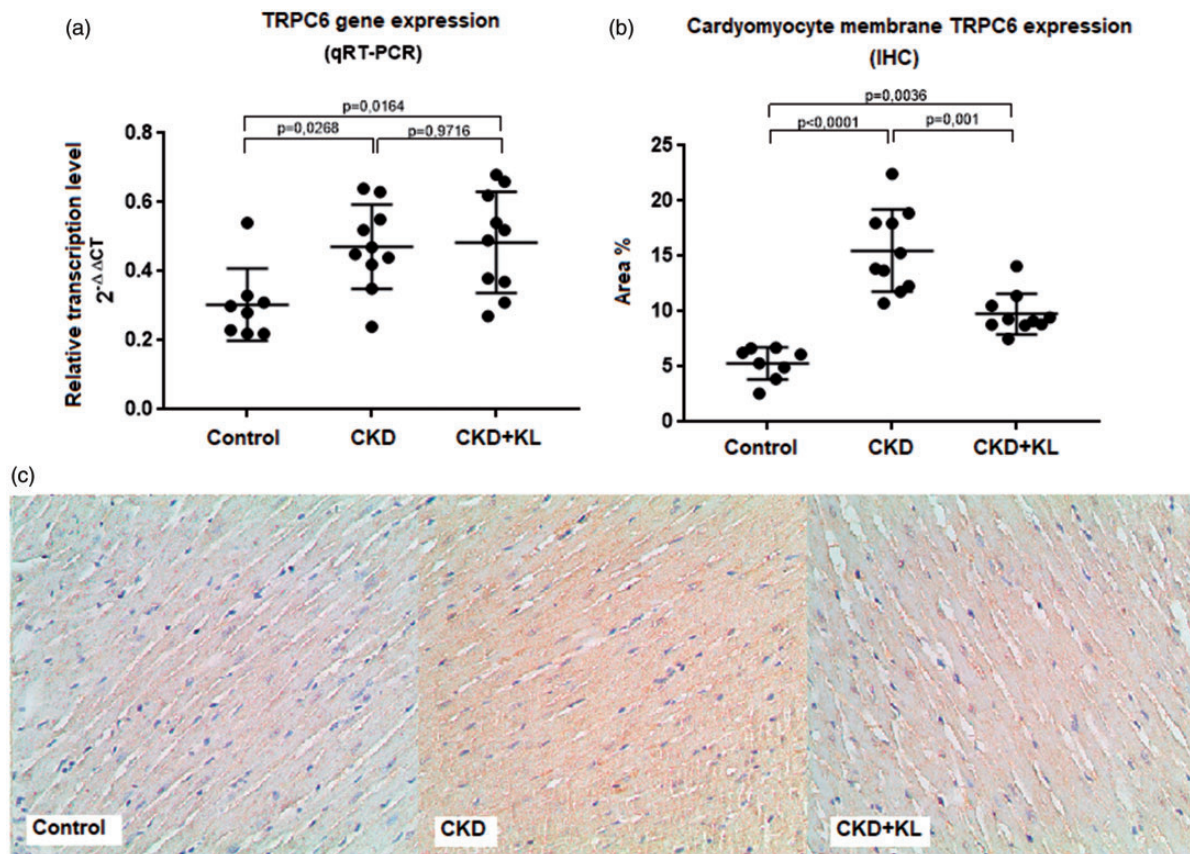 (a)
TRPC6 gene expression
(qRT-PCR)
p=0,0164
p=0,0268
p=0,9716
Relative transcription level
2-ΔΔCT
0.8
0.6
0.4
0.2
0.0
Control
CKD
CKD+KL
(b)
Cardyomyocyte membrane TRPC6 expression
(IHC)
p=0,0036
p<0,0001
p=0,001
Area %
25
20
15
10
5
0
Control
CKD
CKD+KL
(c)
Control
CKD
CKD+KL